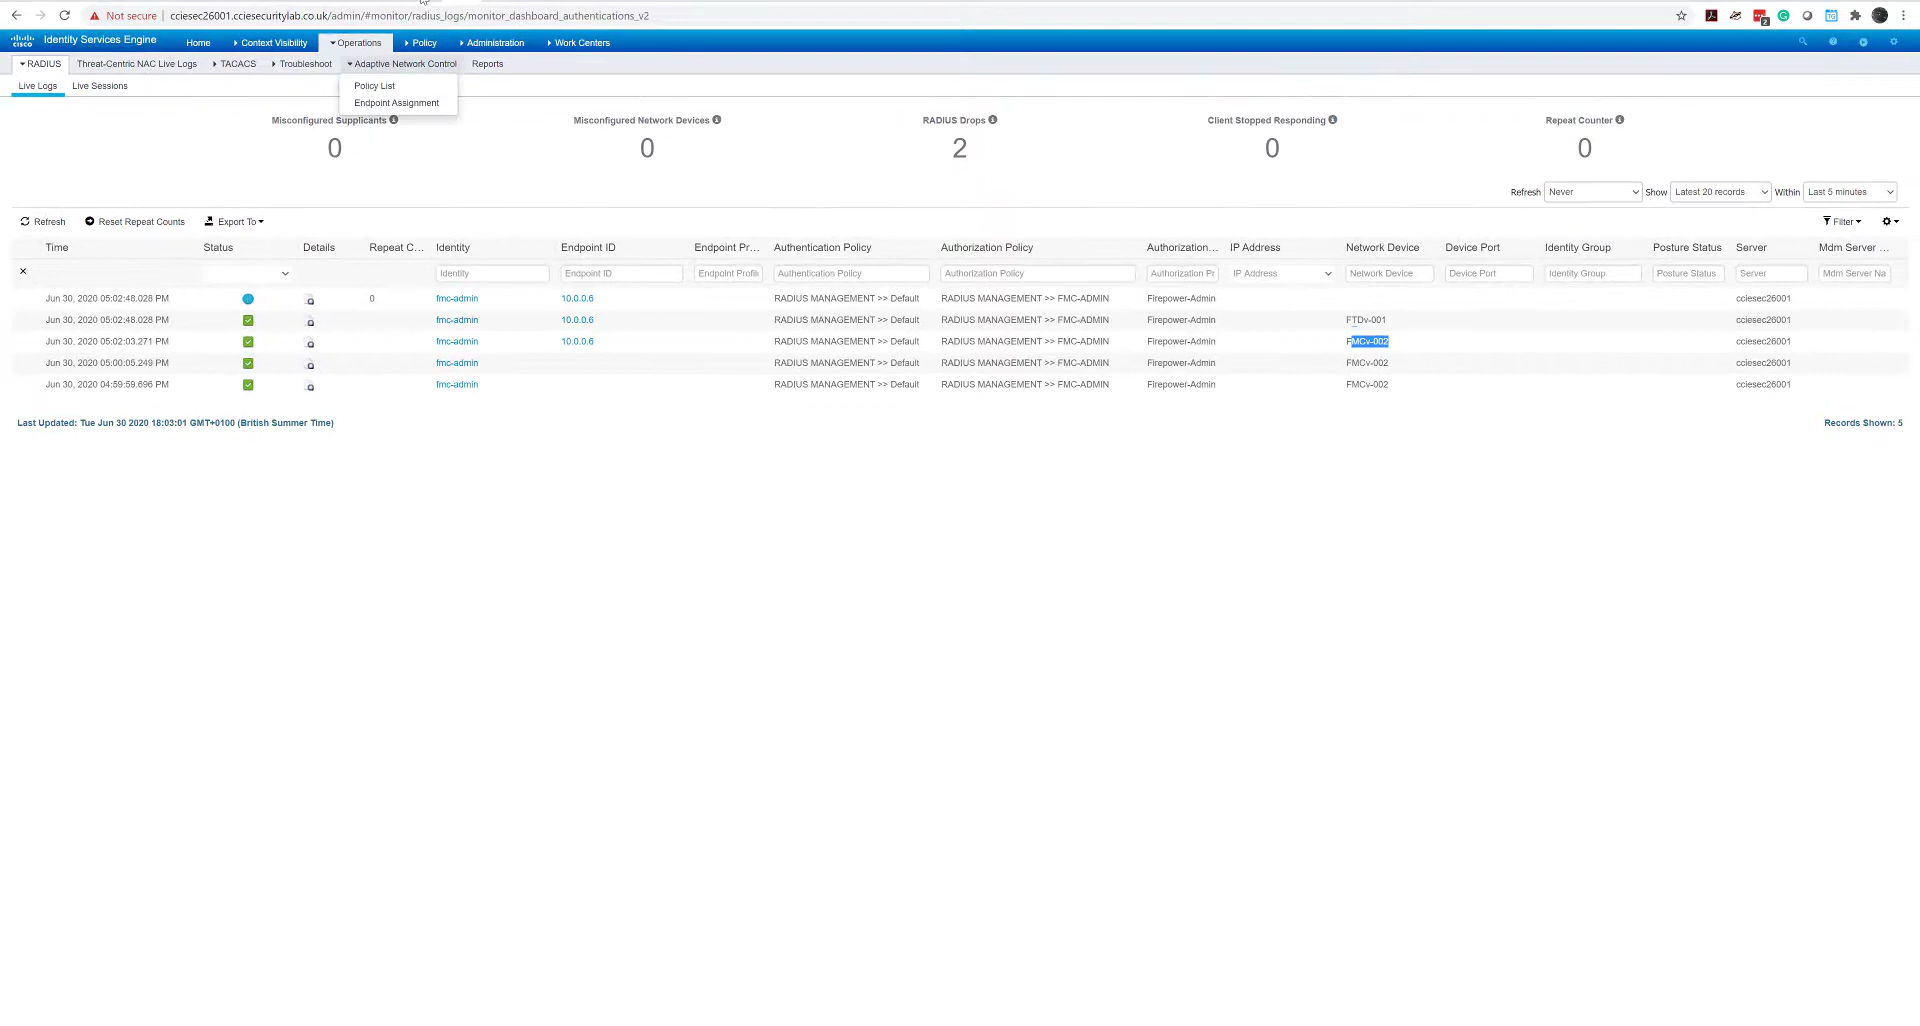 Not secure | cciesec26001.cciesecuritylab.co.uk/admin/#monitor/radius_logs/monitor_dashboard_authentications_v2
cisco Identity Services Engine Home Context Visibility Operations Policy Administration Work Centers
RADIUS Threat-Centric NAC Live Logs TACACS Troubleshoot Adaptive Network Control Reports
Live Logs Live Sessions
Policy List
Endpoint Assignment
Misconfigured Supplicants Misconfigured Network Devices RADIUS Drops Client Stopped Responding Repeat Counter
0 0 2 0 0
Refresh Never Show Latest 20 records Within Last 5 minutes
Refresh Reset Repeat Counts Export To Filter
Time Status Details Repeat C... Identity Endpoint ID Endpoint Pr... Authentication Policy Authorization Policy Authorization... IP Address Network Device Device Port Identity Group Posture Status Server Mdm Server ...
Identity Endpoint ID Endpoint Profil Authentication Policy Authorization Policy Authorization Pr IP Address Network Device Device Port Identity Group Posture Status Server Mdm Server Na
Jun 30, 2020 05:02:48.028 PM 0 fmc-admin 10.0.0.6 RADIUS MANAGEMENT >> Default RADIUS MANAGEMENT >> FMC-ADMIN Firepower-Admin cciesec26001
Jun 30, 2020 05:02:48.028 PM fmc-admin 10.0.0.6 RADIUS MANAGEMENT >> Default RADIUS MANAGEMENT >> FMC-ADMIN Firepower-Admin FTDv-001 cciesec26001
Jun 30, 2020 05:02:03.271 PM fmc-admin 10.0.0.6 RADIUS MANAGEMENT >> Default RADIUS MANAGEMENT >> FMC-ADMIN Firepower-Admin FMCv-002 cciesec26001
Jun 30, 2020 05:00:05.249 PM fmc-admin RADIUS MANAGEMENT >> Default RADIUS MANAGEMENT >> FMC-ADMIN Firepower-Admin FMCv-002 cciesec26001
Jun 30, 2020 04:59:59.696 PM fmc-admin RADIUS MANAGEMENT >> Default RADIUS MANAGEMENT >> FMC-ADMIN Firepower-Admin FMCv-002 cciesec26001
Last Updated: Tue Jun 30 2020 18:03:01 GMT+0100 (British Summer Time) Records Shown: 5